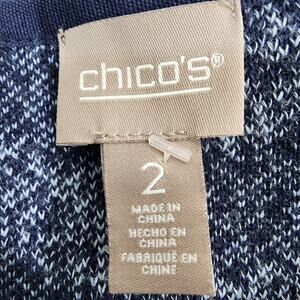 chico's®
2
MADE IN
CHINA
HECHO EN
CHINA
FABRIQUÉ EN
CHINE